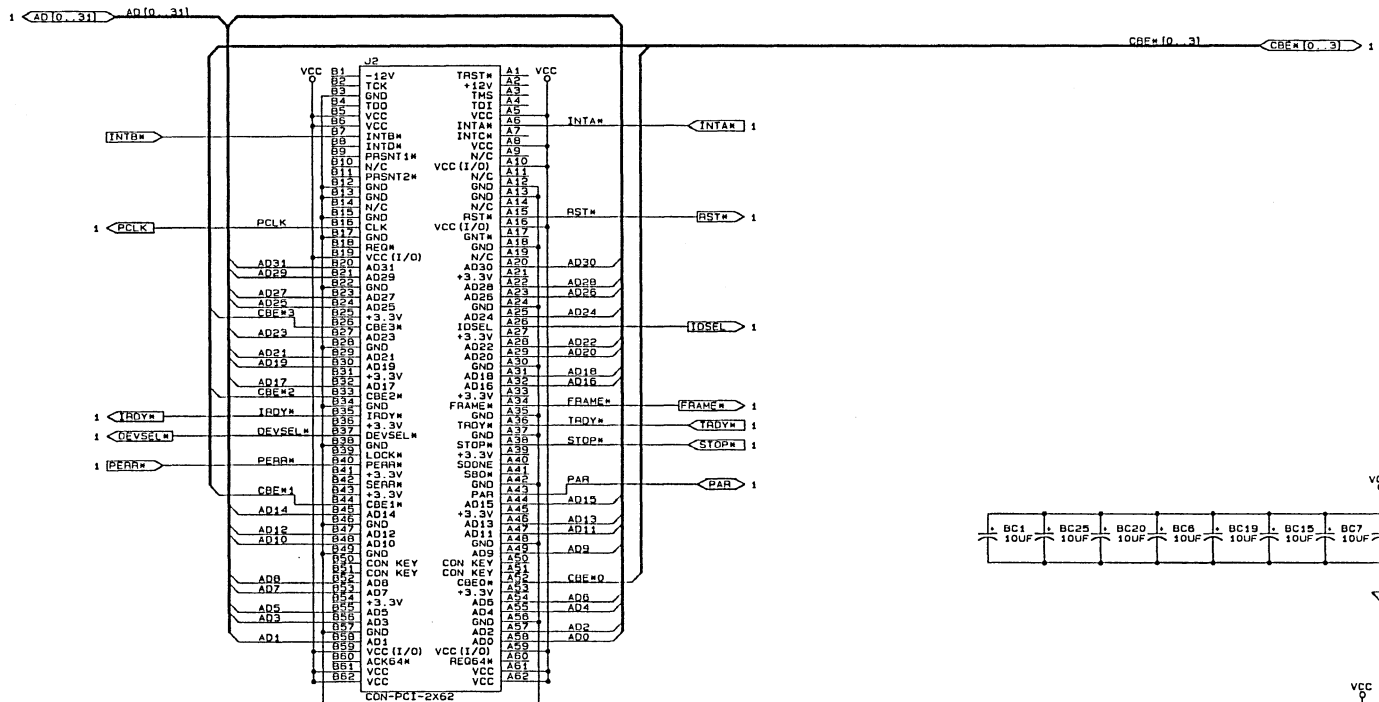 1 AD[0..31] AD[0..31]
CBE*[0..3] CBE*[0..3] 1
J2
VCC B1 -12V TRST* A1 VCC
B2 TCK +12V A2
B3 GND TMS A3
B4 TDO TDI A4
B5 VCC VCC A5
B6 VCC INTA* A6 INTA* INTA* 1
INTB* B7 INTB* INTC* A7
B8 INTD* VCC A8
B9 PRSNT1* N/C A9
B10 N/C VCC(I/O) A10
B11 PRSNT2* N/C A11
B12 GND GND A12
B13 GND GND A13
B14 N/C N/C A14
B15 GND RST* A15 RST* RST* 1
1 PCLK PCLK B16 CLK VCC(I/O) A16
B17 GND GNT* A17
B18 REQ* GND A18
B19 VCC(I/O) N/C A19
AD31 B20 AD31 AD30 A20 AD30
AD29 B21 AD29 +3.3V A21
B22 GND AD28 A22 AD28
AD27 B23 AD27 AD26 A23 AD26
AD25 B24 AD25 GND A24
CBE*3 B25 +3.3V AD24 A25 AD24
B26 CBE3* IDSEL A26 IDSEL 1
AD23 B27 AD23 +3.3V A27
B28 GND AD22 A28 AD22
AD21 B29 AD21 AD20 A29 AD20
AD19 B30 AD19 GND A30
B31 +3.3V AD18 A31 AD18
AD17 B32 AD17 AD16 A32 AD16
CBE*2 B33 CBE2* +3.3V A33
B34 GND FRAME* A34 FRAME* FRAME* 1
1 IRDY* IRDY* B35 IRDY* GND A35
B36 +3.3V TRDY* A36 TRDY* TRDY* 1
1 DEVSEL* DEVSEL* B37 DEVSEL* GND A37
B38 GND STOP* A38 STOP* STOP* 1
B39 LOCK* +3.3V A39
1 PERR* PERR* B40 PERR* SDONE A40
B41 +3.3V SBO* A41
B42 SERR* GND A42
B43 +3.3V PAR A43 PAR PAR 1
CBE*1 B44 CBE1* AD15 A44 AD15
AD14 B45 AD14 +3.3V A45
B46 GND AD13 A46 AD13
AD12 B47 AD12 AD11 A47 AD11
AD10 B48 AD10 GND A48
B49 GND AD9 A49 AD9
B50 CON KEY CON KEY A50
B51 CON KEY CON KEY A51
AD8 B52 AD8 CBE0* A52 CBE*0
AD7 B53 AD7 +3.3V A53
B54 +3.3V AD6 A54 AD6
AD5 B55 AD5 AD4 A55 AD4
AD3 B56 AD3 GND A56
B57 GND AD2 A57 AD2
AD1 B58 AD1 AD0 A58 AD0
B59 VCC(I/O) VCC(I/O) A59
B60 ACK64* REQ64* A60
B61 VCC VCC A61
B62 VCC VCC A62
CON-PCI-2X62
BC1 BC25 BC20 BC6 BC19 BC15 BC7
10UF 10UF 10UF 10UF 10UF 10UF 10UF
VCC